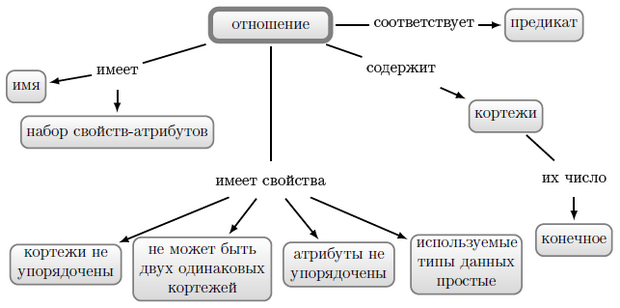 отношение
соответствует
предикат
имеет
содержит
имя
набор свойств-атрибутов
кортежи
имеет свойства
их число
кортежи не
упорядочены
не может быть
двух одинаковых
кортежей
атрибуты не
упорядочены
используемые
типы данных
простые
конечное